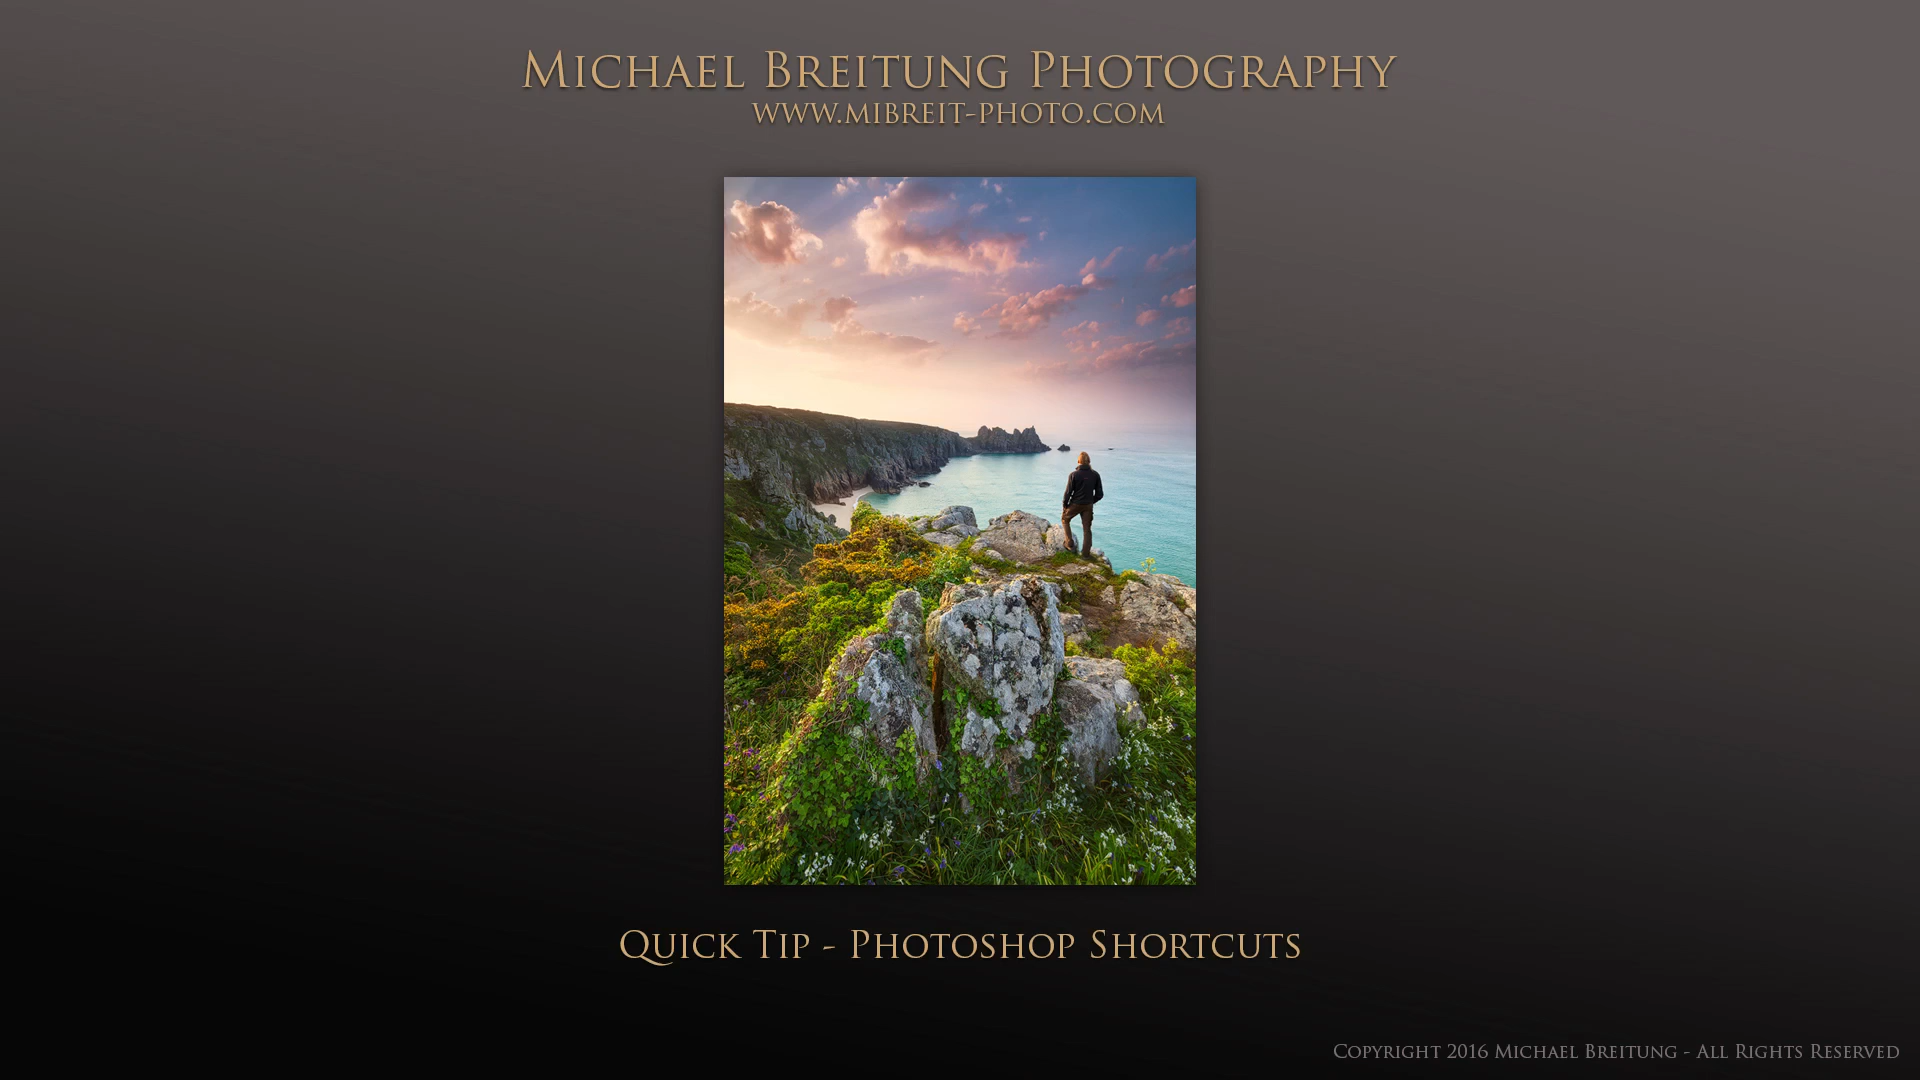 Michael Breitung Photography
www.mibreit-photo.com
Quick Tip - Photoshop Shortcuts
Copyright 2016 Michael Breitung - All Rights Reserved